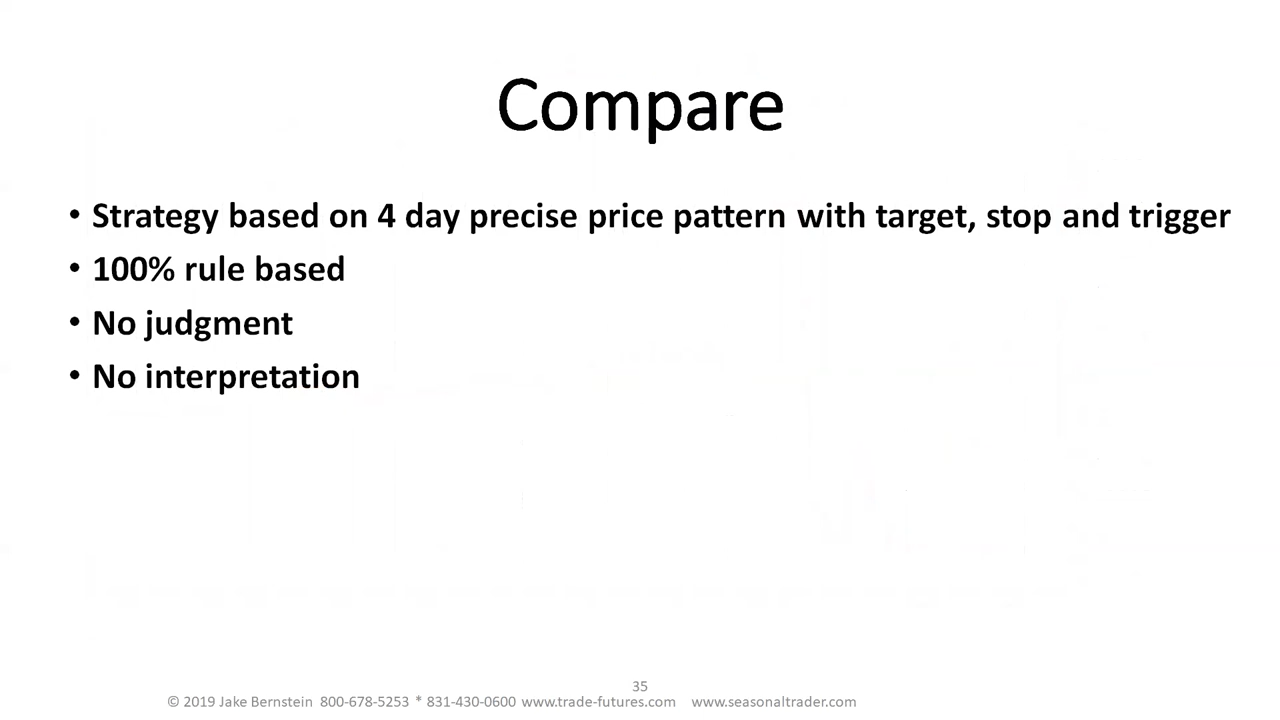 Compare
• Strategy based on 4 day precise price pattern with target, stop and trigger
• 100% rule based
• No judgment
• No interpretation
35
© 2019 Jake Bernstein 800-678-5253 * 831-430-0600 www.trade-futures.com www.seasonaltrader.com